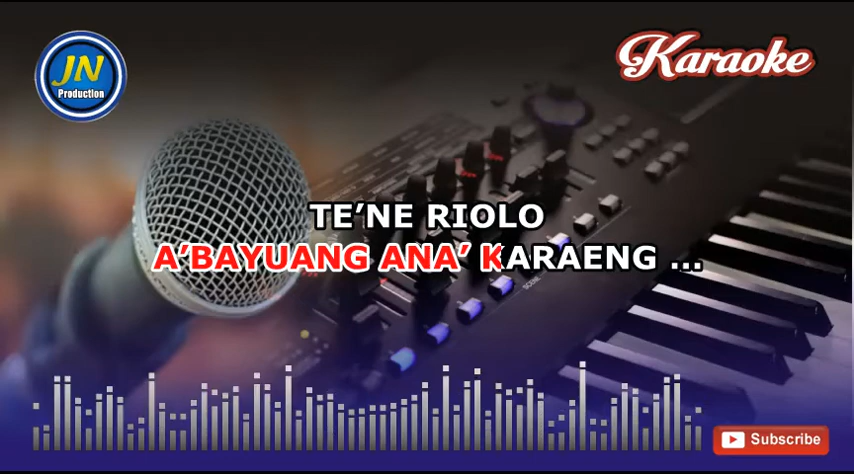 JN
Production
Karaoke
TE’NE RIOLO
A’BAYUANG ANA’ KARAENG ...
Subscribe